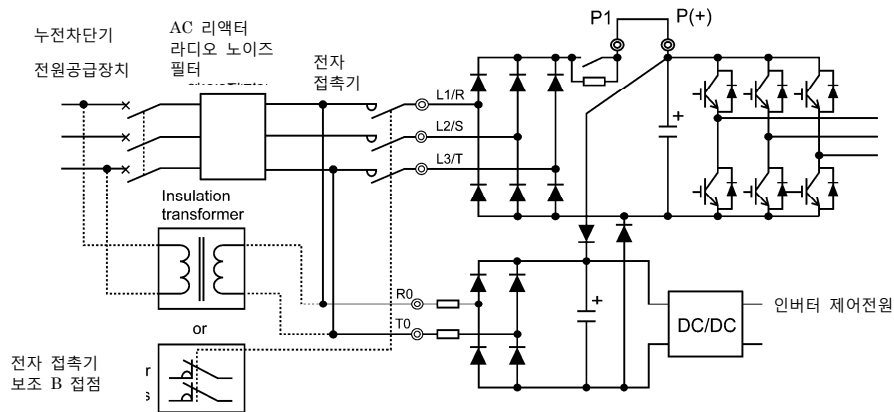 누전차단기
전원공급장치
AC 리액터
라디오 노이즈
필터
전자
접촉기
P1
P(+)
L1/R
L2/S
L3/T
Insulation
transformer
or
R0
T0
DC/DC
인버터 제어전원
전자 접촉기
보조 B 접점
r
s